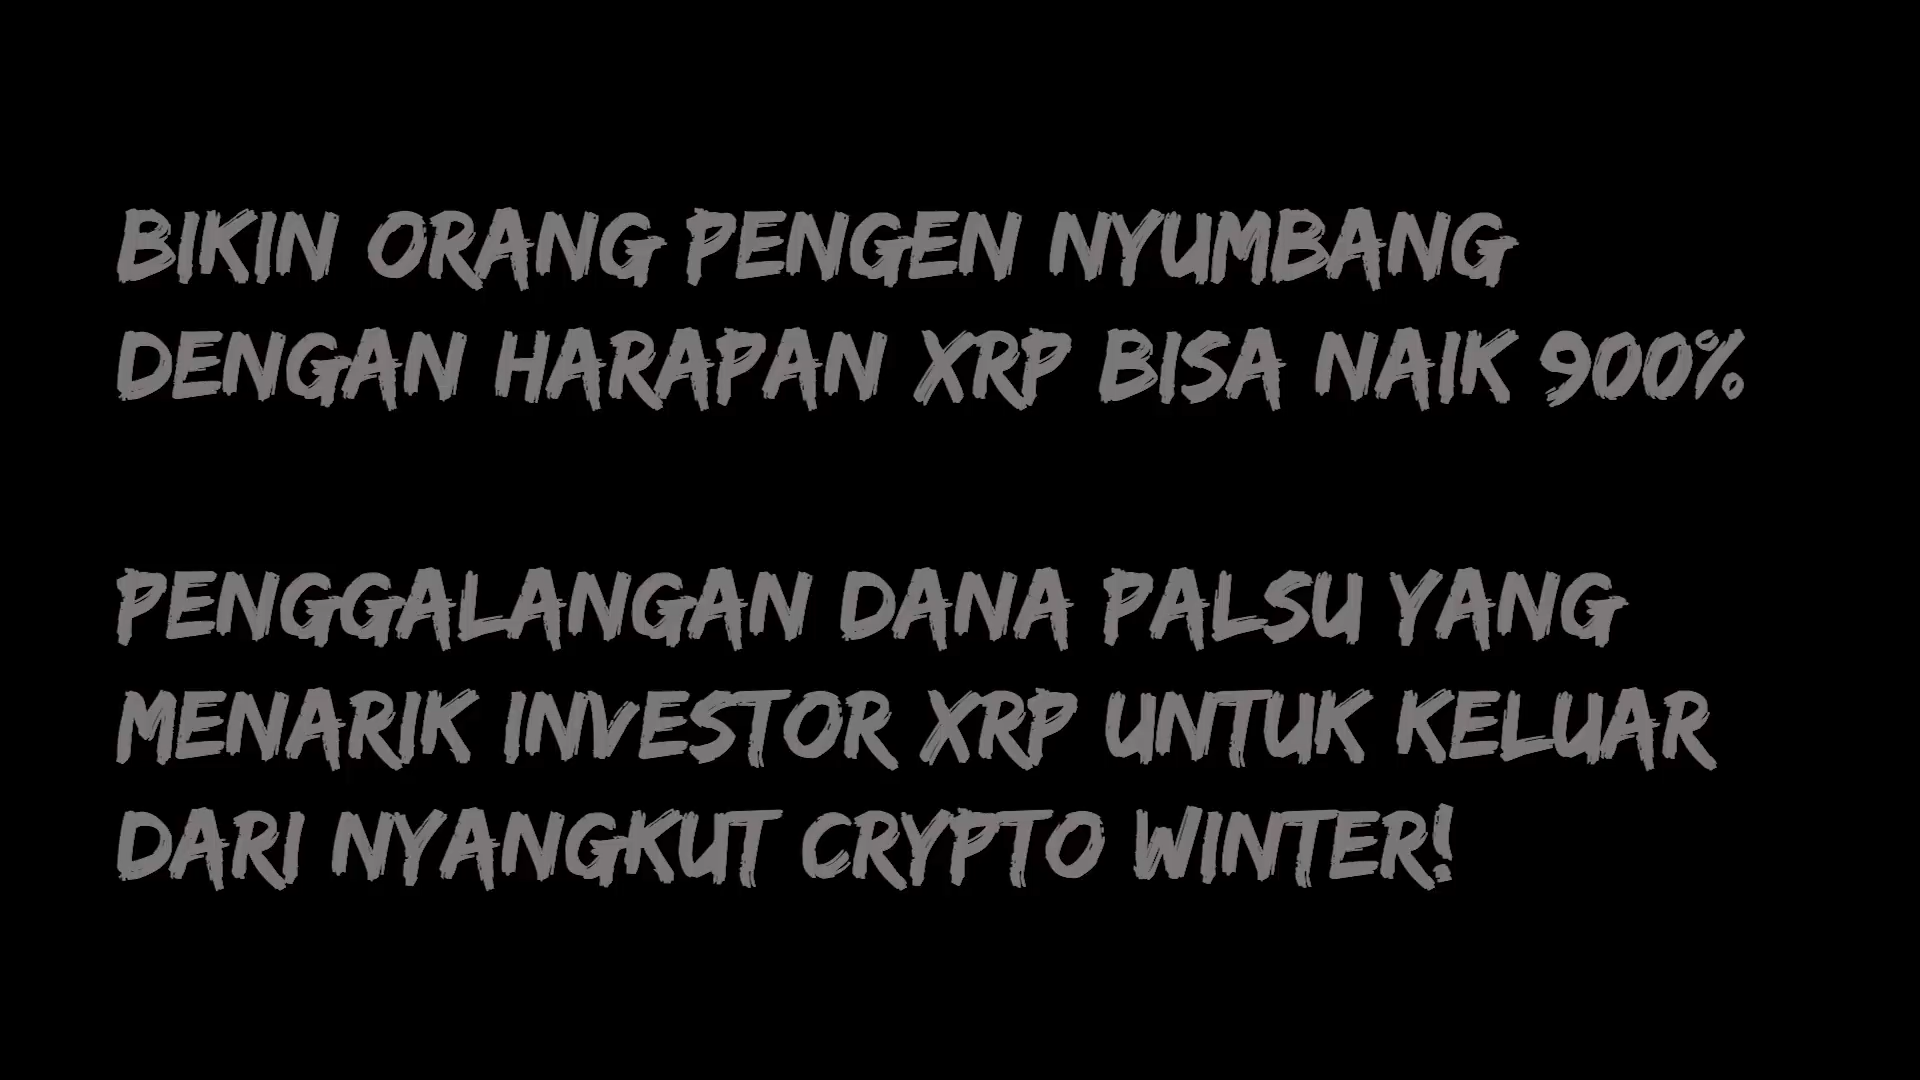 BIKIN ORANG PENGEN NYUMBANG
DENGAN HARAPAN XRP BISA NAIK 900%
PENGGALANGAN DANA PALSU YANG
MENARIK INVESTOR XRP UNTUK KELUAR
DARI NYANGKUT CRYPTO WINTER!